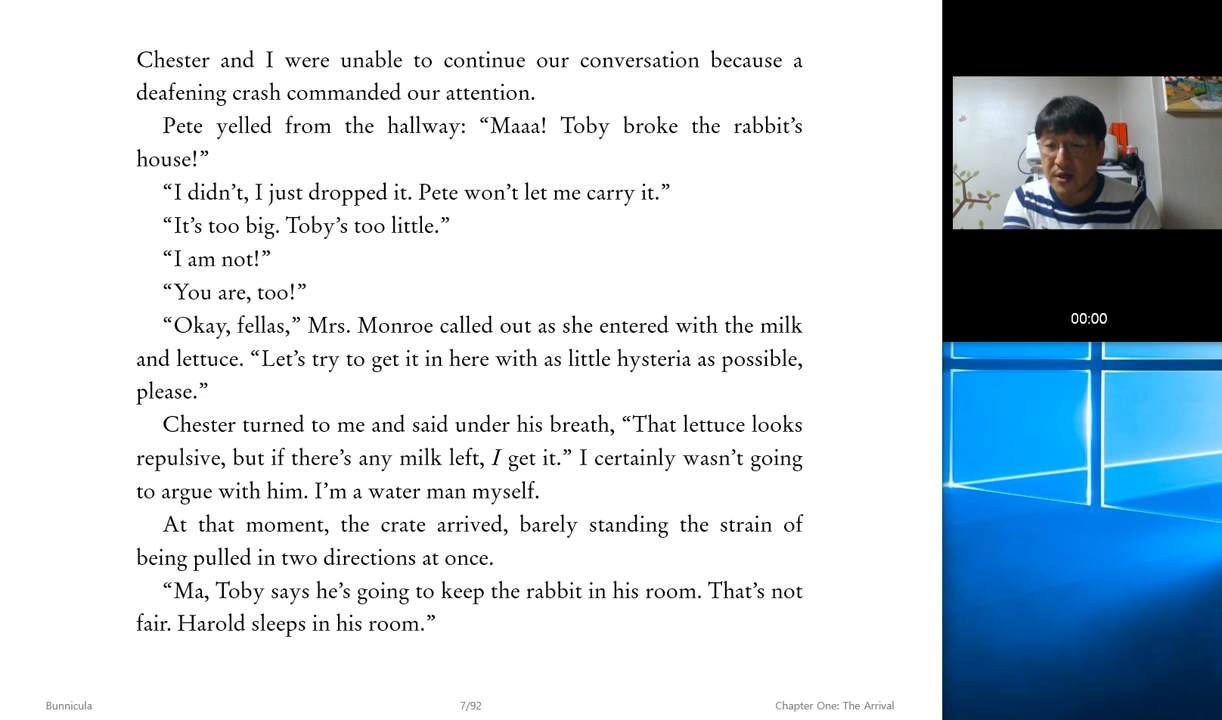 Chester and I were unable to continue our conversation because a
deafening crash commanded our attention.
Pete yelled from the hallway: “Maaa! Toby broke the rabbit’s
house!”
“I didn’t, I just dropped it. Pete won’t let me carry it.”
“It’s too big. Toby’s too little.”
“I am not!”
“You are, too!”
“Okay, fellas,” Mrs. Monroe called out as she entered with the milk
and lettuce. “Let’s try to get it in here with as little hysteria as possible,
please.”
Chester turned to me and said under his breath, “That lettuce looks
repulsive, but if there’s any milk left, I get it.” I certainly wasn’t going
to argue with him. I’m a water man myself.
At that moment, the crate arrived, barely standing the strain of
being pulled in two directions at once.
“Ma, Toby says he’s going to keep the rabbit in his room. That’s not
fair. Harold sleeps in his room.”
Bunnicula
7/92
Chapter One: The Arrival
00:00